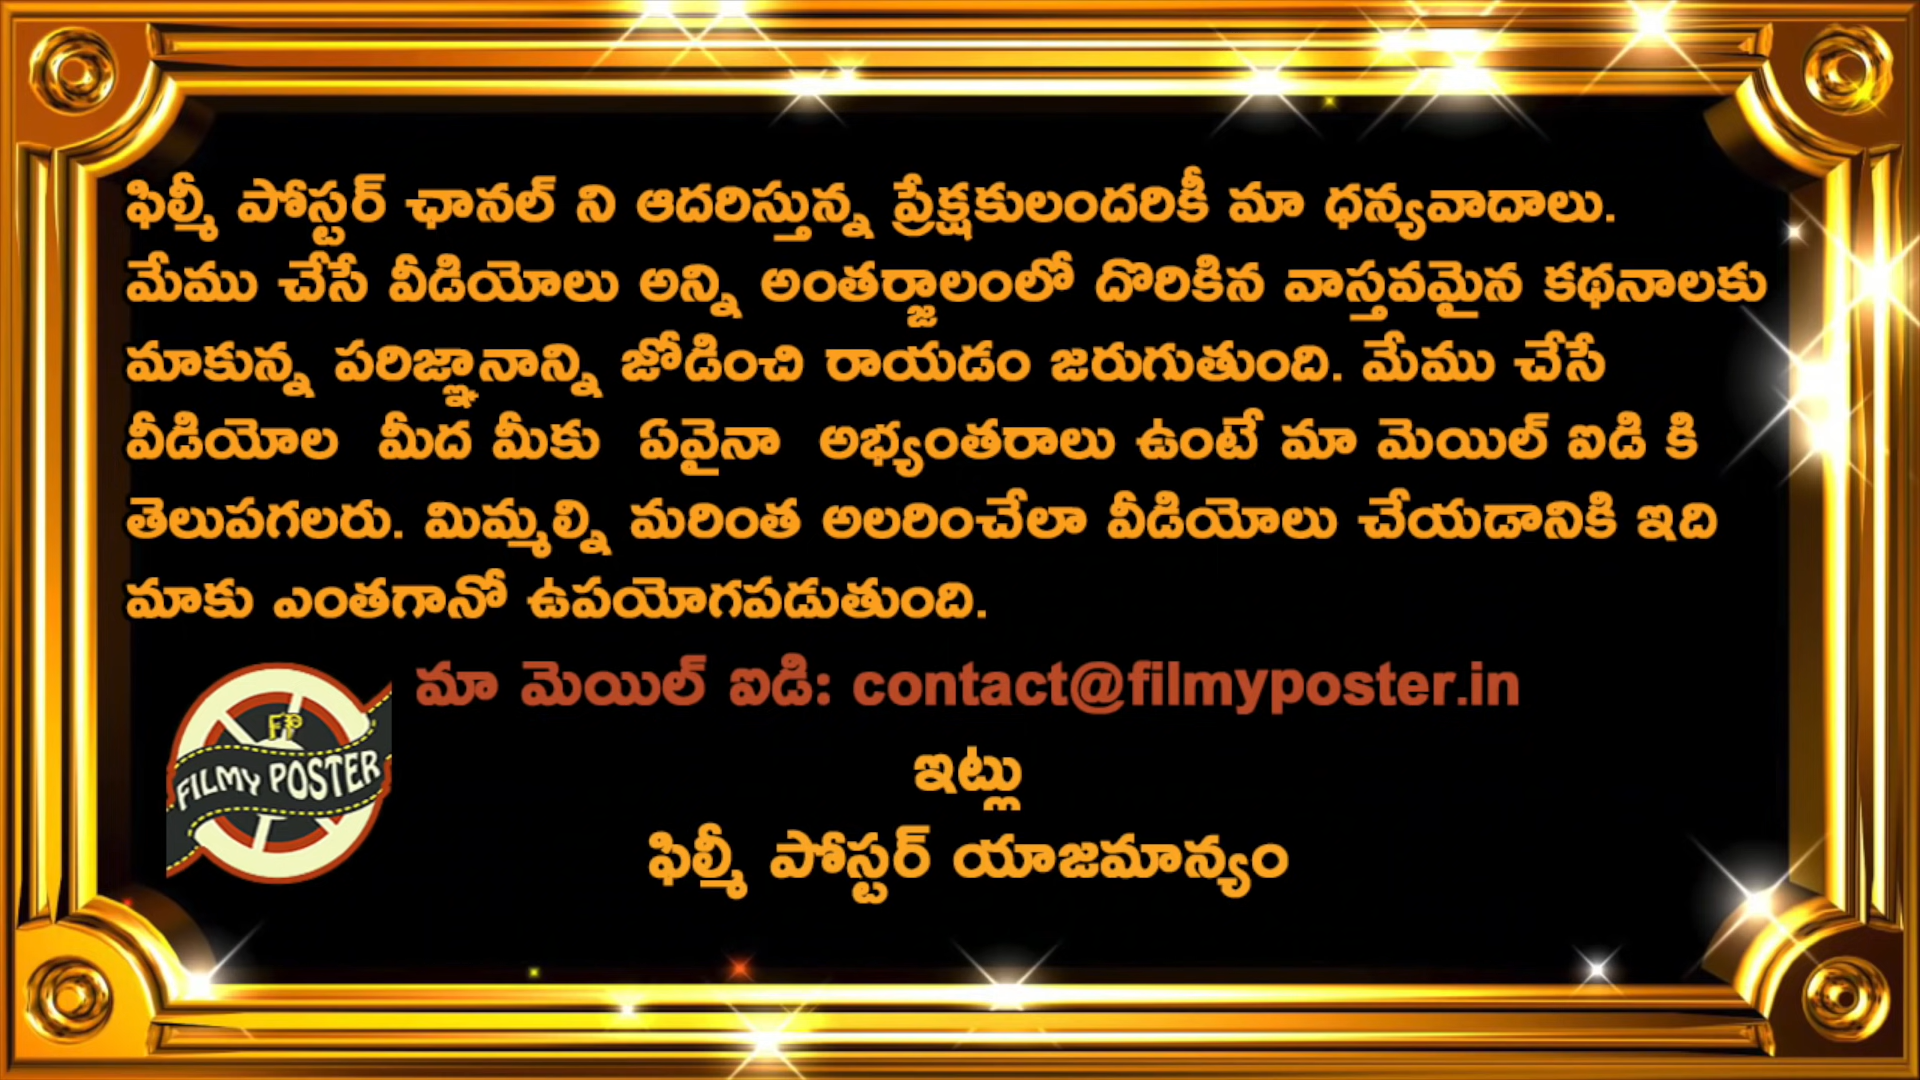 ఫిల్మీ పోస్టర్ ఛానల్ ని ఆదరిస్తున్న ప్రేక్షకులందరికీ మా ధన్యవాదాలు.
మేము చేసే వీడియోలు అన్ని అంతర్జాలంలో దొరికిన వాస్తవమైన కథనాలకు
మాకున్న పరిజ్ఞానాన్ని జోడించి రాయడం జరుగుతుంది. మేము చేసే
వీడియోల మీద మీకు ఏవైనా అభ్యంతరాలు ఉంటే మా మెయిల్ ఐడి కి
తెలుపగలరు. మిమ్మల్ని మరింత అలరించేలా వీడియోలు చేయడానికి ఇది
మాకు ఎంతగానో ఉపయోగపడుతుంది.
మా మెయిల్ ఐడి: contact@filmyposter.in
FP
FILMY POSTER
ఇట్లు
ఫిల్మీ పోస్టర్ యాజమాన్యం